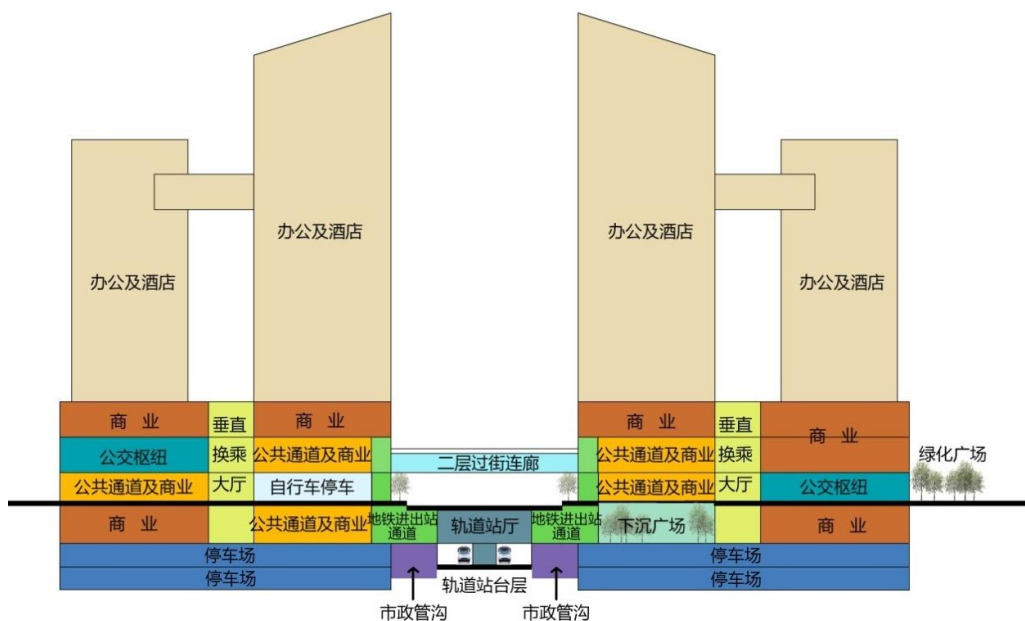 办公及酒店
办公及酒店
办公及酒店
办公及酒店
商 业
垂直
商 业
商 业
垂直
商 业
公交枢纽
换乘
公共通道及商业
二层过街连廊
公共通道及商业
换乘
绿化广场
公共通道及商业
大厅
自行车停车
公共通道及商业
大厅
公交枢纽
商 业
公共通道及商业
地铁进出站
通道
轨道站厅
地铁进出站
通道
下沉广场
商 业
停车场
停车场
停车场
轨道站台层
停车场
市政管沟
市政管沟